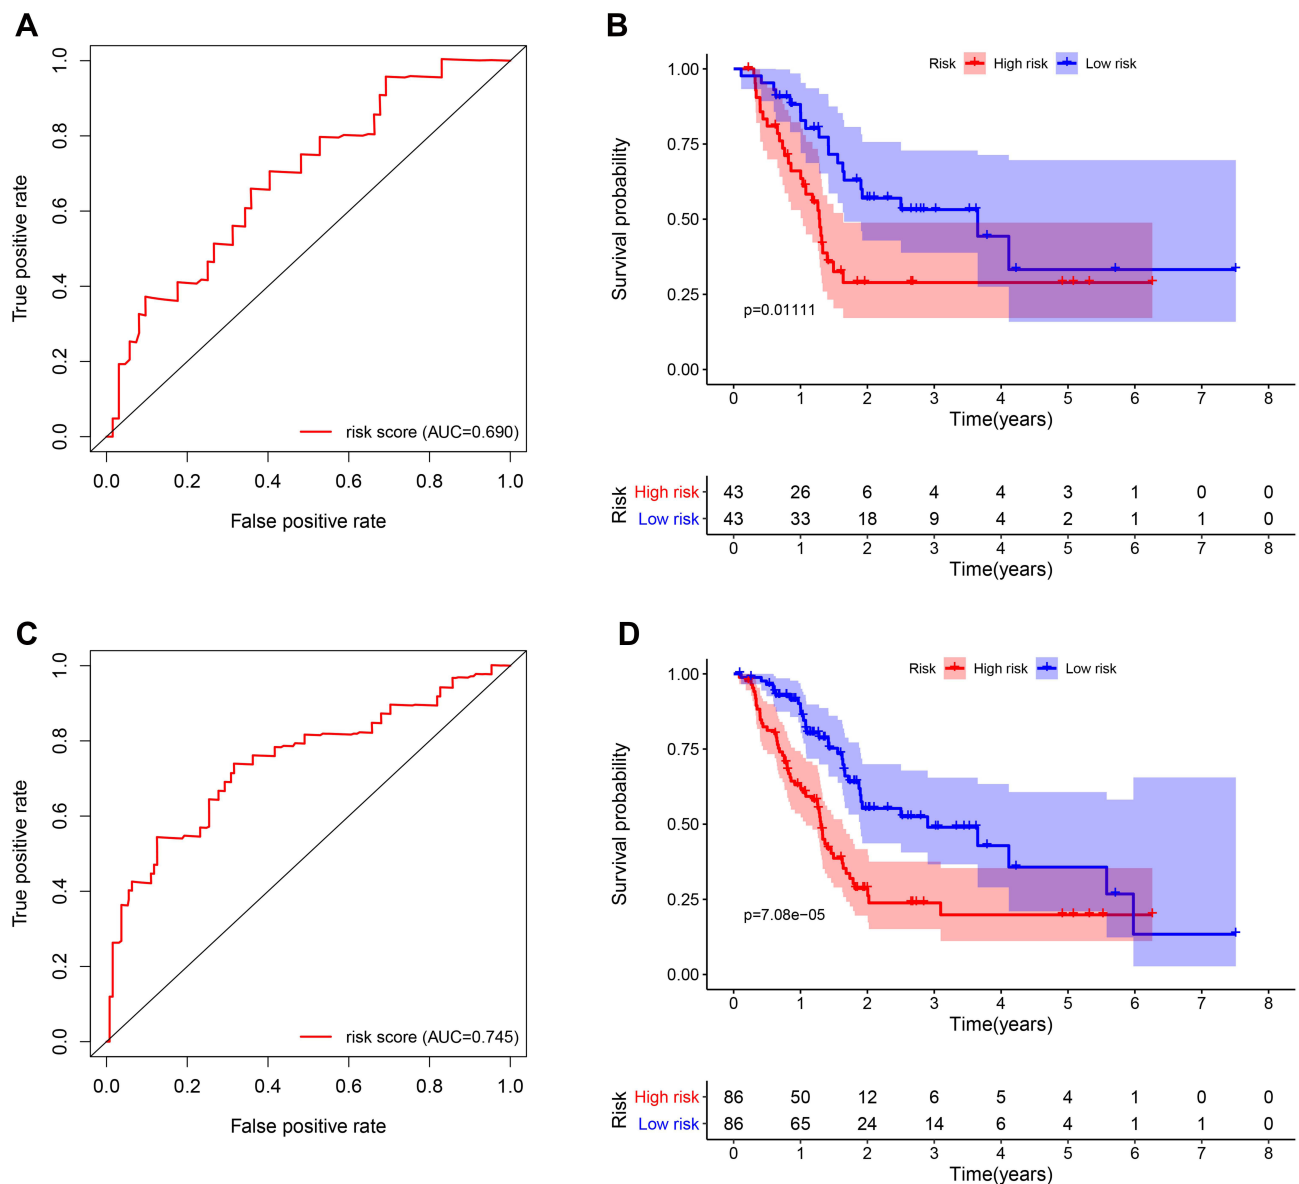 A
True positive rate
0.0 0.2 0.4 0.6 0.8 1.0
risk score (AUC=0.690)
0.0 0.2 0.4 0.6 0.8 1.0
False positive rate
B
Risk High risk Low risk
Survival probability
1.00
0.75
0.50
0.25
0.00
p=0.01111
0 1 2 3 4 5 6 7 8
Time(years)
Risk
High risk 43 26 6 4 4 3 1 0 0
Low risk 43 33 18 9 4 2 1 1 0
0 1 2 3 4 5 6 7 8
Time(years)
C
True positive rate
0.0 0.2 0.4 0.6 0.8 1.0
risk score (AUC=0.745)
0.0 0.2 0.4 0.6 0.8 1.0
False positive rate
D
Risk High risk Low risk
Survival probability
1.00
0.75
0.50
0.25
0.00
p=7.08e−05
0 1 2 3 4 5 6 7 8
Time(years)
Risk
High risk 86 50 12 6 5 4 1 0 0
Low risk 86 65 24 14 6 4 1 1 0
0 1 2 3 4 5 6 7 8
Time(years)